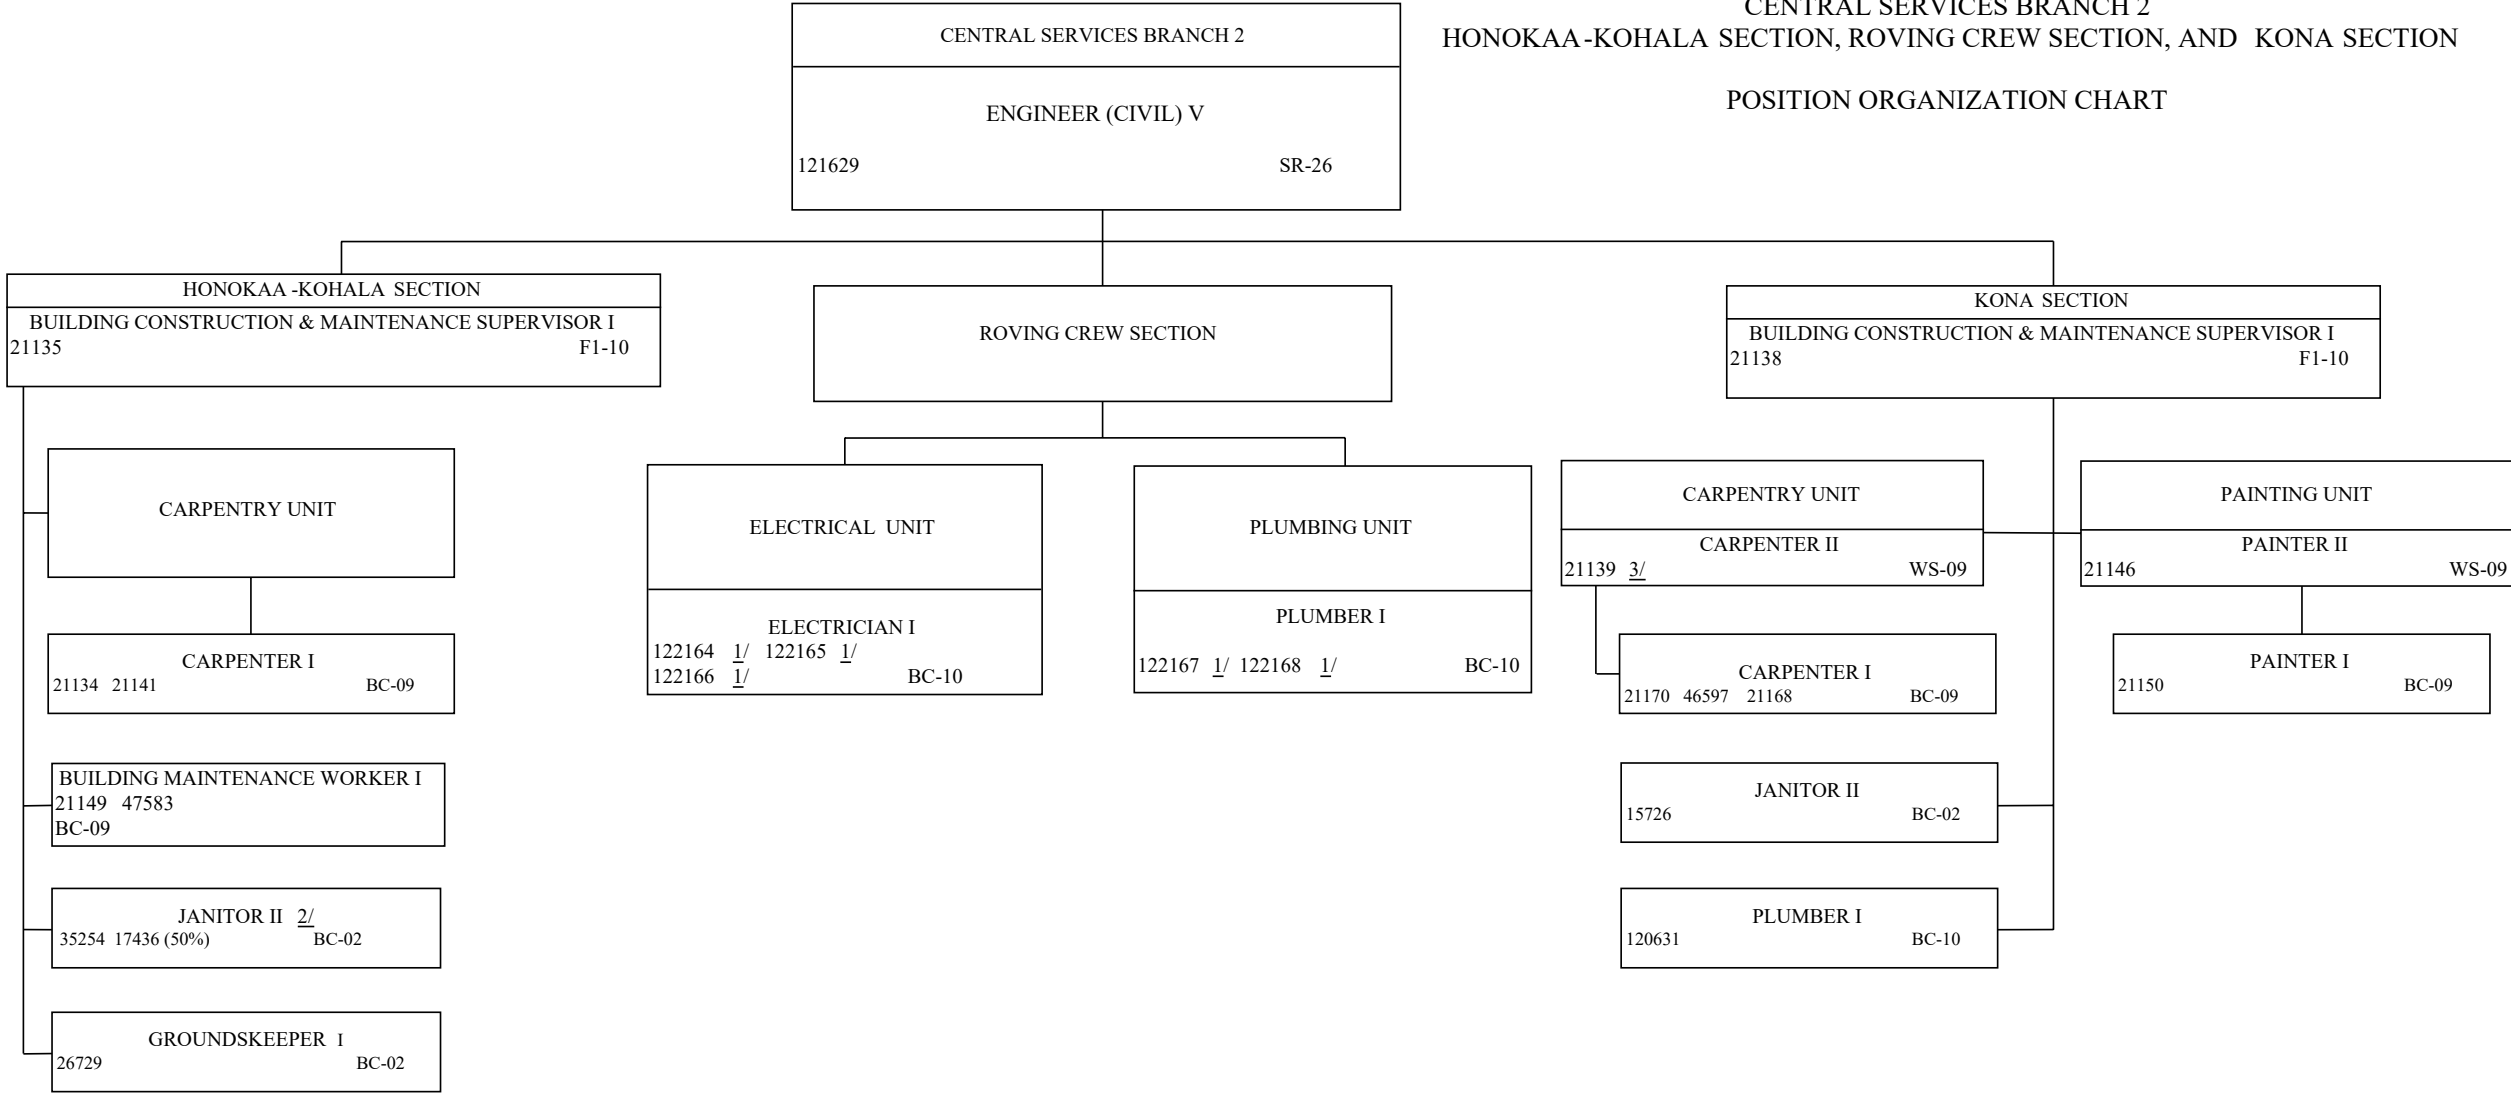 CENTRAL SERVICES BRANCH 2
HONOKAA-KOHALA SECTION, ROVING CREW SECTION, AND KONA SECTION
POSITION ORGANIZATION CHART
CENTRAL SERVICES BRANCH 2
ENGINEER (CIVIL) V
121629 SR-26
HONOKAA -KOHALA SECTION
BUILDING CONSTRUCTION & MAINTENANCE SUPERVISOR I
21135 F1-10
CARPENTRY UNIT
CARPENTER I
21134 21141 BC-09
BUILDING MAINTENANCE WORKER I
21149 47583
BC-09
JANITOR II 2/
35254 17436 (50%) BC-02
GROUNDSKEEPER I
26729 BC-02
ROVING CREW SECTION
ELECTRICAL UNIT
ELECTRICIAN I
122164 1/ 122165 1/
122166 1/ BC-10
PLUMBING UNIT
PLUMBER I
122167 1/ 122168 1/ BC-10
KONA SECTION
BUILDING CONSTRUCTION & MAINTENANCE SUPERVISOR I
21138 F1-10
CARPENTRY UNIT
CARPENTER II
21139 3/ WS-09
CARPENTER I
21170 46597 21168 BC-09
PAINTING UNIT
PAINTER II
21146 WS-09
PAINTER I
21150 BC-09
JANITOR II
15726 BC-02
PLUMBER I
120631 BC-10